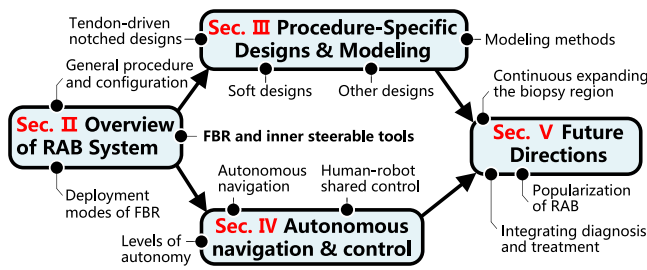 Tendon-driven
notched designs
Sec. III Procedure-Specific
Designs & Modeling
Modeling methods
Soft designs
Other designs
General procedure
and configuration
Sec. II Overview
of RAB System
FBR and inner steerable tools
Deployment
modes of FBR
Autonomous
navigation
Human-robot
shared control
Levels of
autonomy
Sec. IV Autonomous
navigation & control
Continuous expanding
the biopsy region
Sec. V Future
Directions
Popularization
of RAB
Integrating diagnosis
and treatment